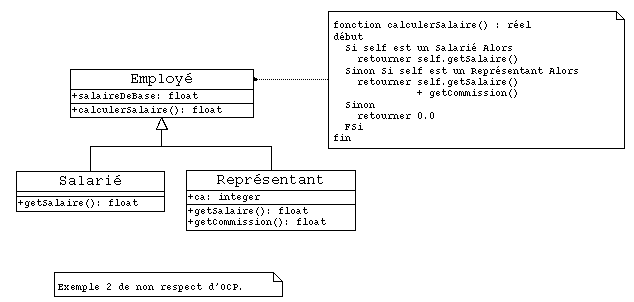 fonction calculerSalaire() : réel
début
Si self est un Salarié Alors
retourner self.getSalaire()
Sinon Si self est un Représentant Alors
retourner self.getSalaire()
+ getCommission()
Sinon
retourner 0.0
FSi
fin
Employé
+salaireDeBase: float
+calculerSalaire(): float
Salarié
+getSalaire(): float
Représentant
+ca: integer
+getSalaire(): float
+getCommission(): float
Exemple 2 de non respect d'OCP.